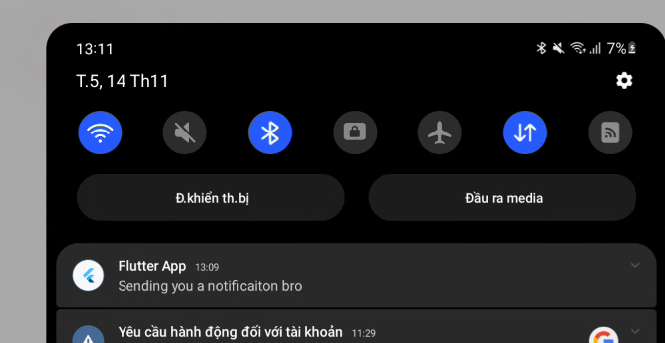 13:11 7%
T.5, 14 Th11
Đ.khiển th.bị Đầu ra media
Flutter App 13:09
Sending you a notificaiton bro
Yêu cầu hành động đối với tài khoản 11:29